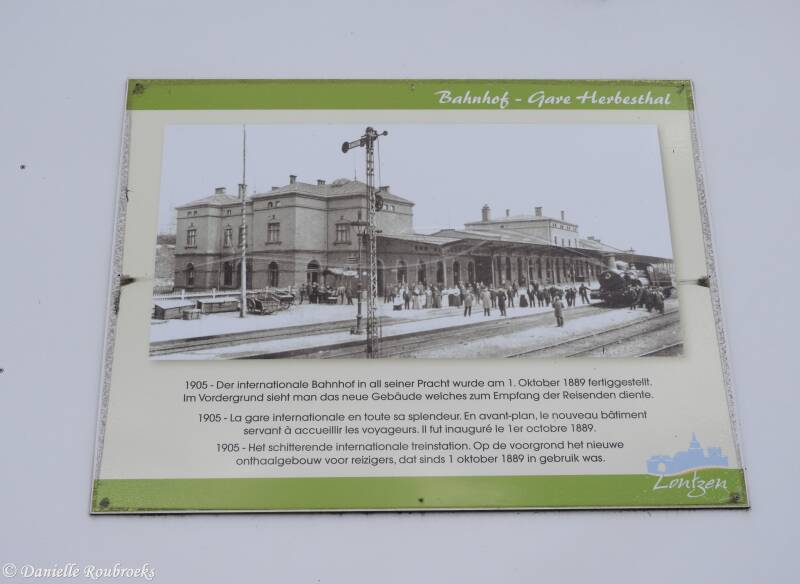 Bahnhof - Gare Herbesthal
1905 - Der internationale Bahnhof in all seiner Pracht wurde am 1. Oktober 1889 fertiggestellt.
Im Vordergrund sieht man das neue Gebäude welches zum Empfang der Reisenden diente.
1905 - La gare internationale en toute sa splendeur. En avant-plan, le nouveau bâtiment
servant à accueillir les voyageurs. Il fut inauguré le 1er octobre 1889.
1905 - Het schitterende internationale treinstation. Op de voorgrond het nieuwe
onthaalgebouw voor reizigers, dat sinds 1 oktober 1889 in gebruik was.
Lontzen
© Danielle Roubroeks